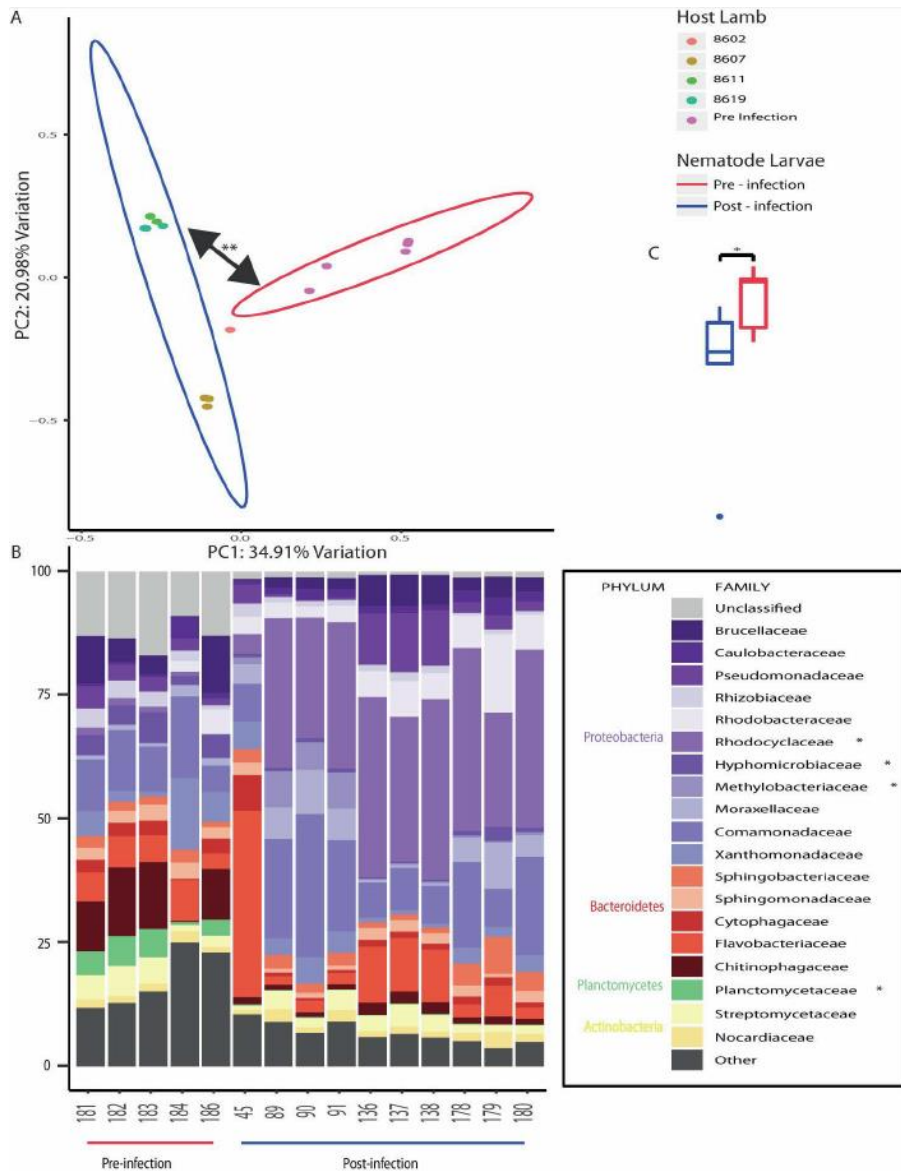 A
Host Lamb
8602
8607
8611
8619
Pre Infection
Nematode Larvae
Pre - infection
Post - infection
PC2: 20.98% Variation
0.5
0.0
−0.5
**
−0.5
0.0
0.5
PC1: 34.91% Variation
C
*
B
100
75
50
25
0
181
182
183
184
186
45
89
90
91
136
137
138
178
179
180
Pre-infection
Post-infection
PHYLUM FAMILY
Unclassified
Brucellaceae
Caulobacteraceae
Pseudomonadaceae
Rhizobiaceae
Rhodobacteraceae
Proteobacteria
Rhodocyclaceae *
Hyphomicrobiaceae *
Methylobacteriaceae *
Moraxellaceae
Comamonadaceae
Xanthomonadaceae
Sphingobacteriaceae
Sphingomonadaceae
Bacteroidetes
Cytophagaceae
Flavobacteriaceae
Chitinophagaceae
Planctomycetes
Planctomycetaceae *
Streptomycetaceae
Actinobacteria
Nocardiaceae
Other